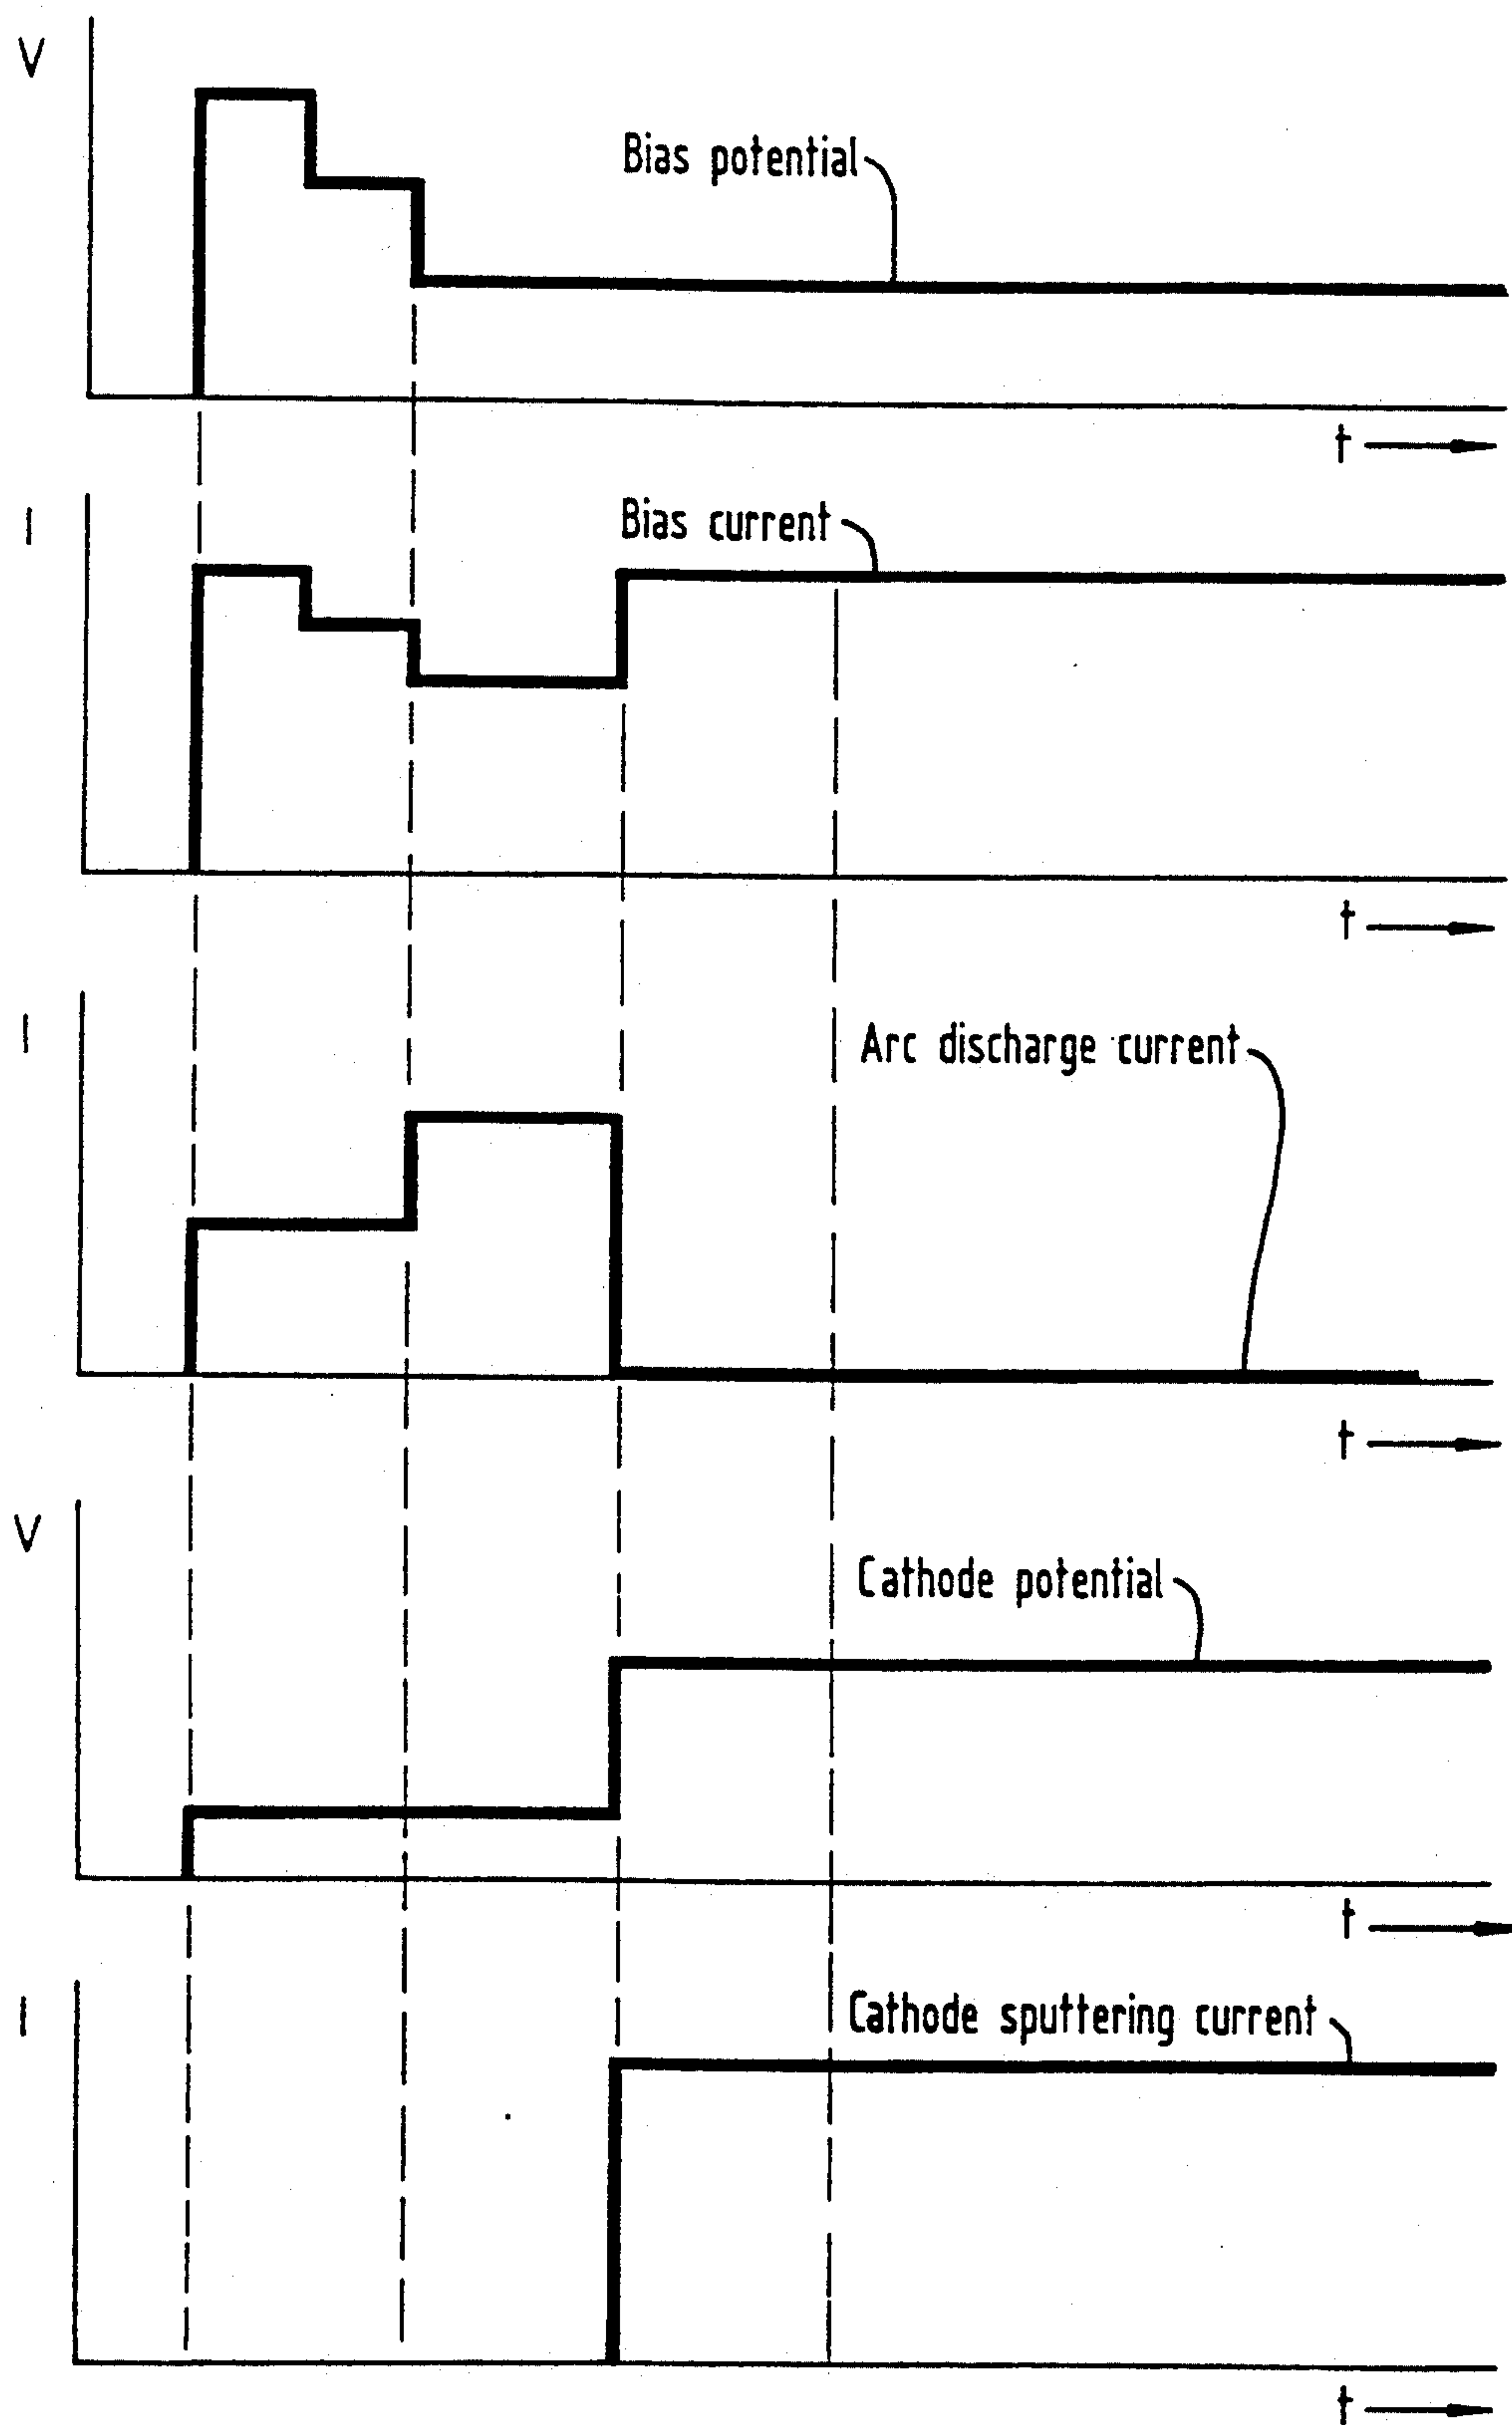 V
Bias potential
t
I
Bias current
t
I
Arc discharge current
t
V
Cathode potential
t
I
Cathode sputtering current
t